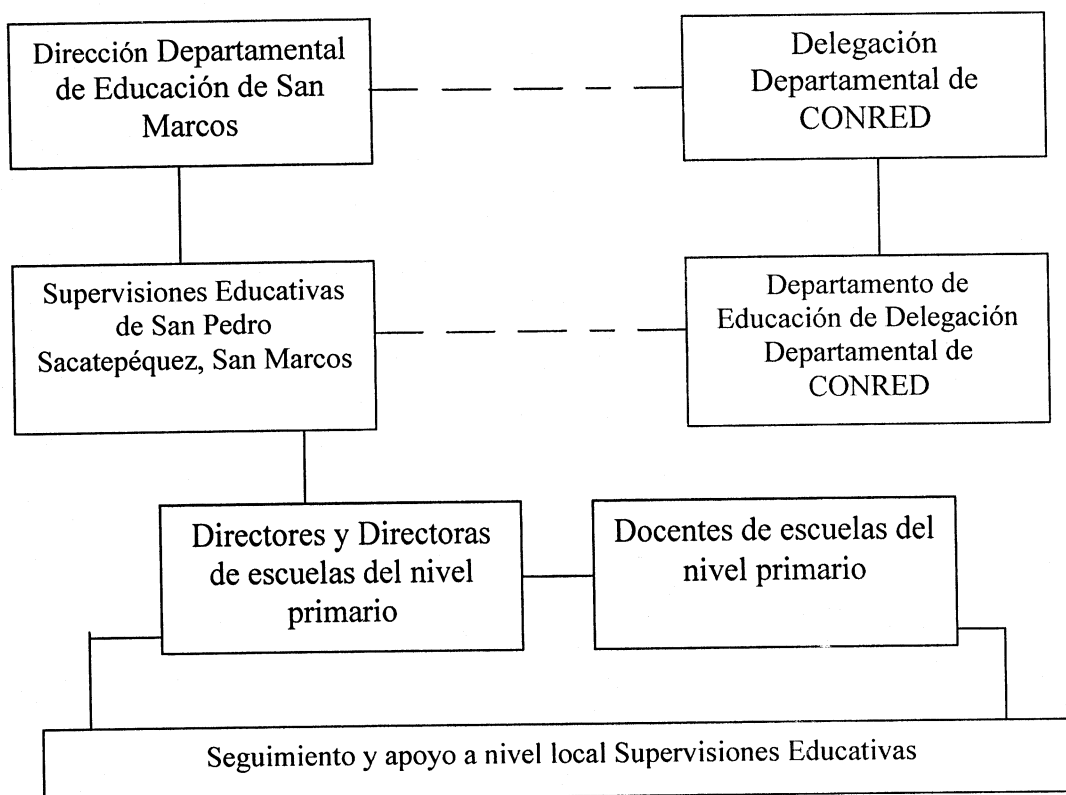 Dirección Departamental
de Educación de San
Marcos
Delegación
Departamental de
CONRED
Supervisiones Educativas
de San Pedro
Sacatepéquez, San Marcos
Departamento de
Educación de Delegación
Departamental de
CONRED
Directores y Directoras
de escuelas del nivel
primario
Docentes de escuelas del
nivel primario
Seguimiento y apoyo a nivel local Supervisiones Educativas